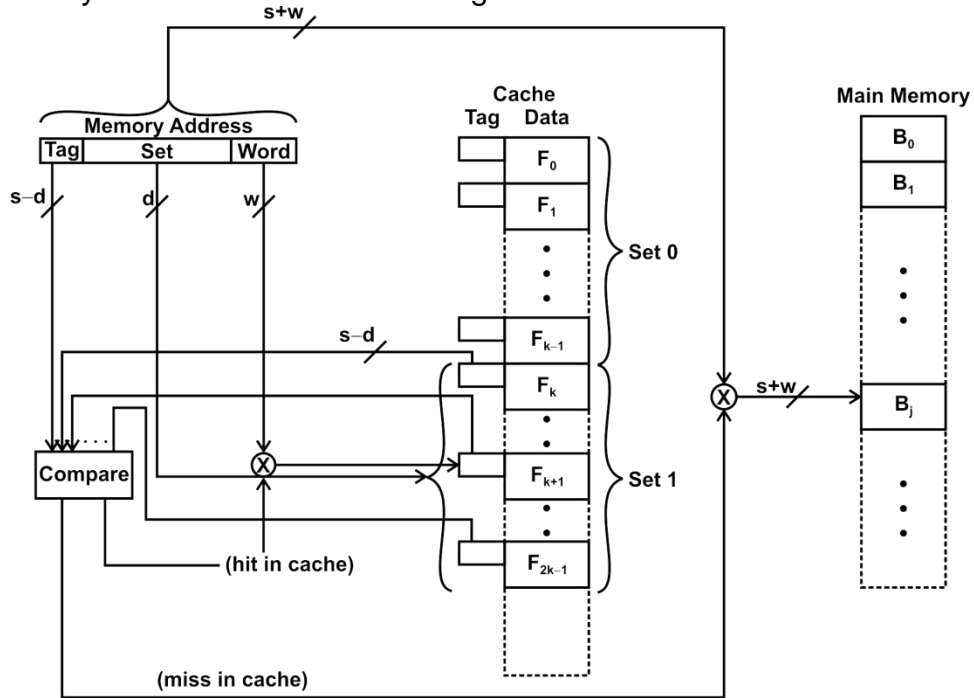 s+w
Cache
Main Memory
Memory Address
Tag Data
Tag Set Word
B0
F0
s–d d w
B1
F1
Set 0
s–d
Fk–1
Fk
s+w
X
Bj
.....
Compare
X
Fk+1
Set 1
(hit in cache)
F2k–1
(miss in cache)